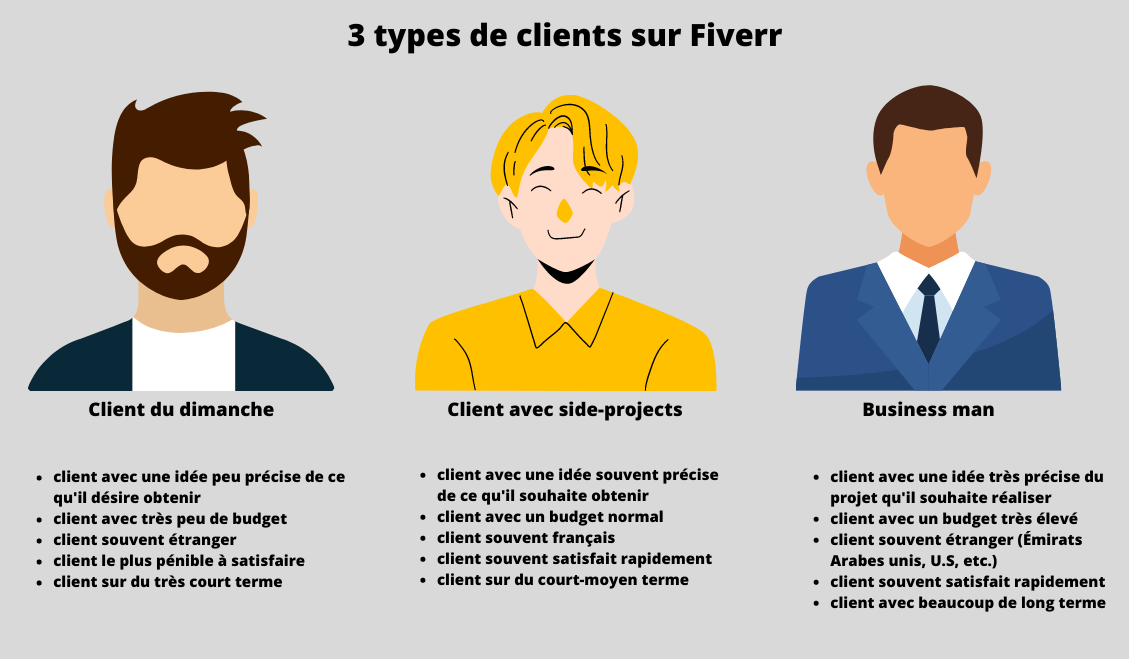 3 types de clients sur Fiverr
Client du dimanche
• client avec une idée peu précise de ce
qu'il désire obtenir
• client avec très peu de budget
• client souvent étranger
• client le plus pénible à satisfaire
• client sur du très court terme
Client avec side-projects
• client avec une idée souvent précise
de ce qu'il souhaite obtenir
• client avec un budget normal
• client souvent français
• client souvent satisfait rapidement
• client sur du court-moyen terme
Business man
• client avec une idée très précise du
projet qu'il souhaite réaliser
• client avec un budget très élevé
• client souvent étranger (Émirats
Arabes unis, U.S, etc.)
• client souvent satisfait rapidement
• client avec beaucoup de long terme